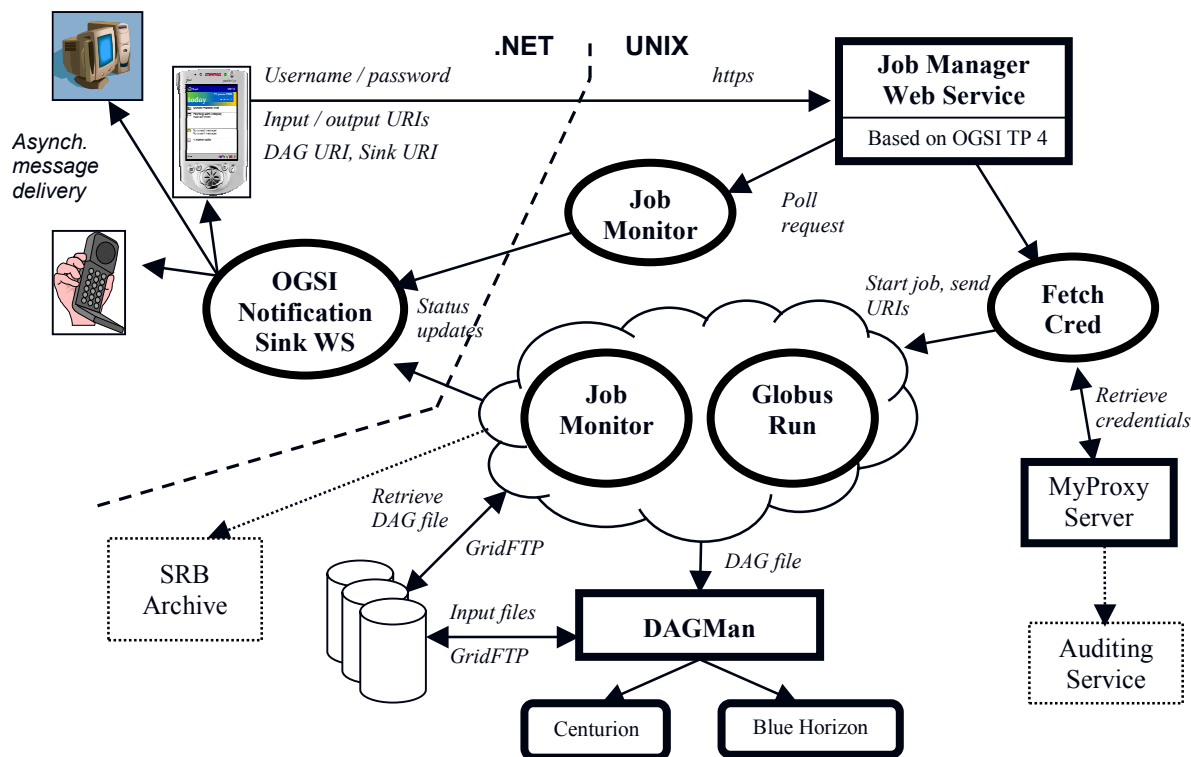 .NET
UNIX
Username / password
https
Input / output URIs
DAG URI, Sink URI
Job Manager
Web Service
Based on OGSI TP 4
today
Asynch.
message
delivery
Job
Monitor
Poll
request
OGSI
Notification
Sink WS
Status
updates
Start job, send
URIs
Fetch
Cred
Job
Monitor
Globus
Run
Retrieve
credentials
MyProxy
Server
Retrieve
DAG file
GridFTP
DAG file
SRB
Archive
Input files
GridFTP
DAGMan
Auditing
Service
Centurion
Blue Horizon